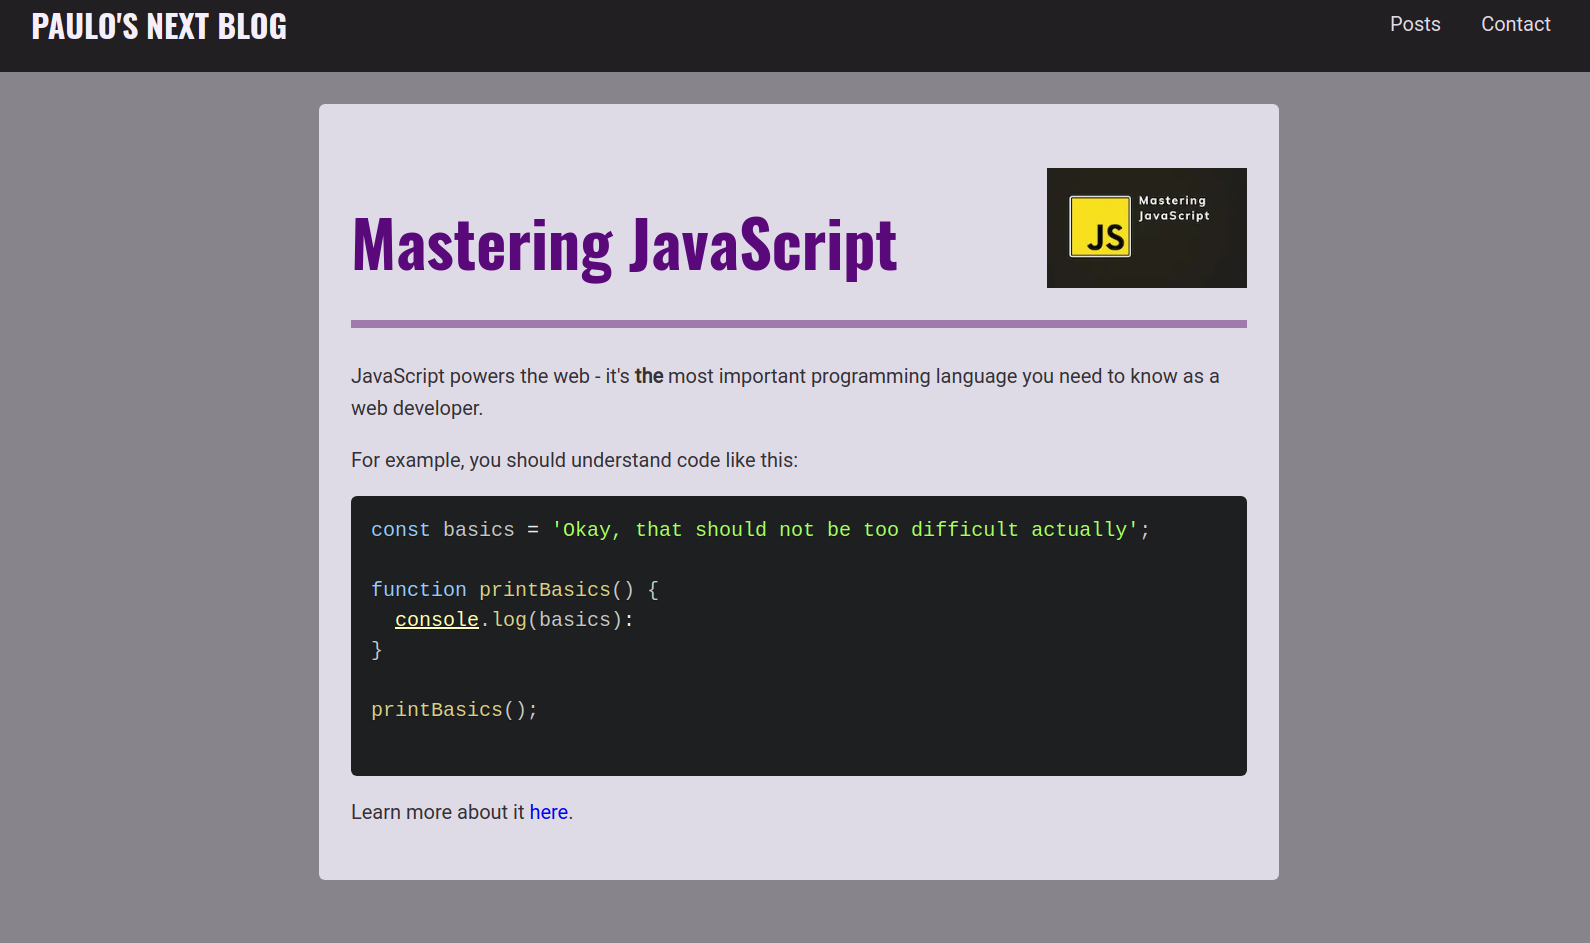 PAULO'S NEXT BLOG
Posts
Contact
Mastering JavaScript
JS
Mastering
JavaScript
JavaScript powers the web - it's the most important programming language you need to know as a
web developer.
For example, you should understand code like this:
const basics = 'Okay, that should not be too difficult actually';
function printBasics() {
  console.log(basics):
}
printBasics();
Learn more about it here.